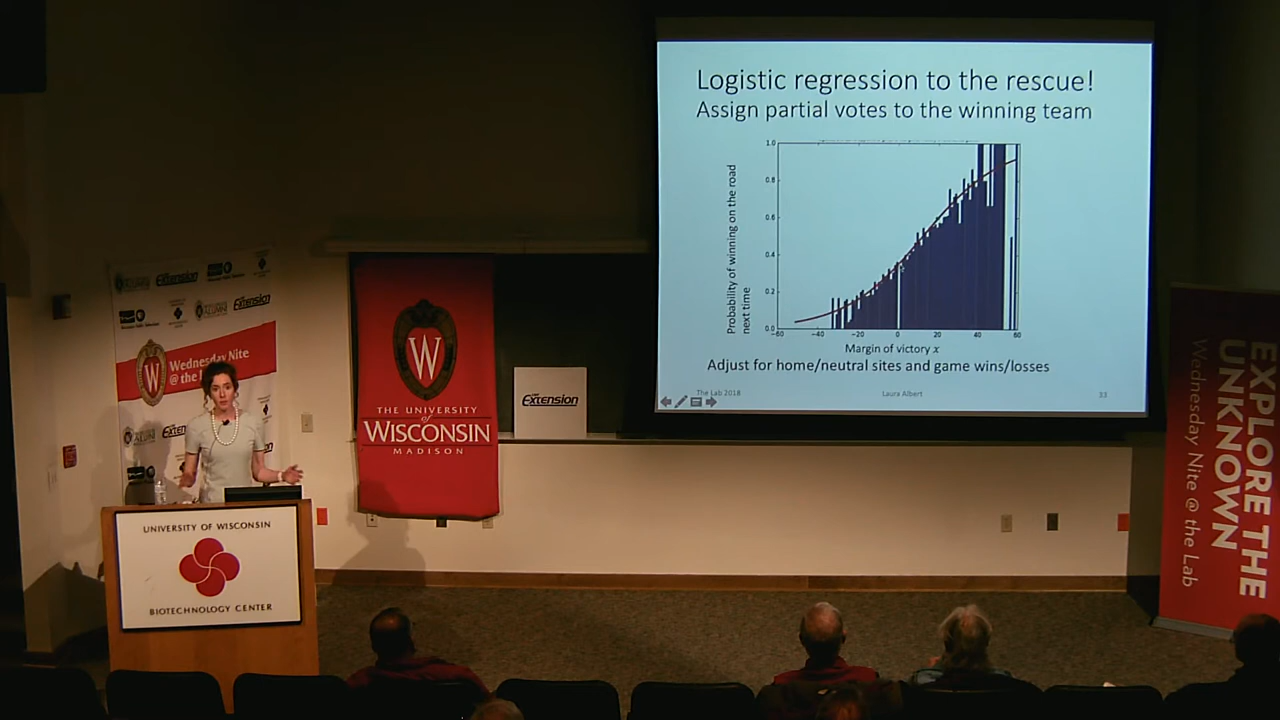 Logistic regression to the rescue!
Assign partial votes to the winning team
Probability of winning on the road
next time
1.0
0.8
0.6
0.4
0.2
0.0
-60
-40
-20
0
20
40
60
Margin of victory x
Adjust for home/neutral sites and game wins/losses
The Lab 2018
Laura Albert
33
Extension
Extension
ALUMNI
Wednesday Nite
@ the
W
W
THE UNIVERSITY
of
WISCONSIN
MADISON
Extension
UNIVERSITY OF WISCONSIN
BIOTECHNOLOGY CENTER
EXPLORE THE
UNKNOWN
Wednesday Nite @ the Lab